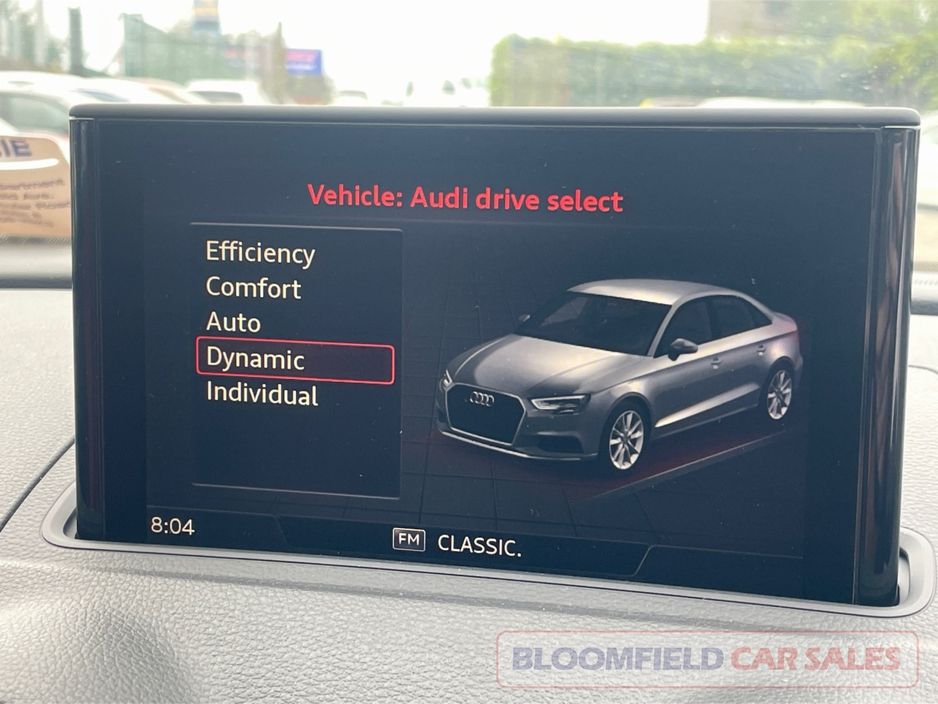 Vehicle: Audi drive select
Efficiency
Comfort
Auto
Dynamic
Individual
8:04
FM CLASSIC.
BLOOMFIELD CAR SALES